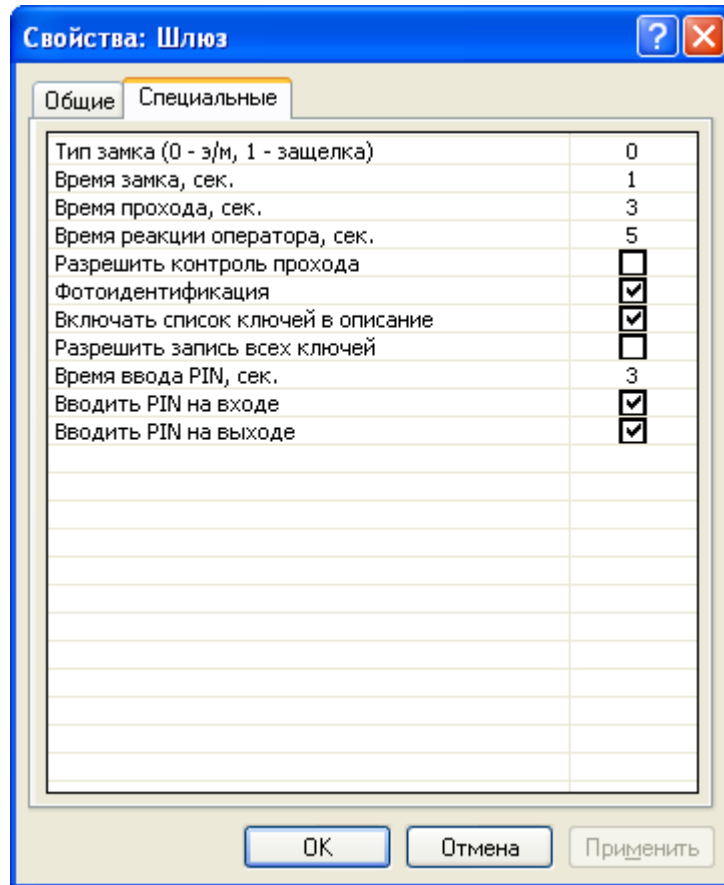 Свойства: Шлюз
Общие Специальные
Тип замка (0 - э/м, 1 - защелка) 0
Время замка, сек. 1
Время прохода, сек. 3
Время реакции оператора, сек. 5
Разрешить контроль прохода
Фотоидентификация
Включать список ключей в описание
Разрешить запись всех ключей
Время ввода PIN, сек. 3
Вводить PIN на входе
Вводить PIN на выходе
OK Отмена Применить